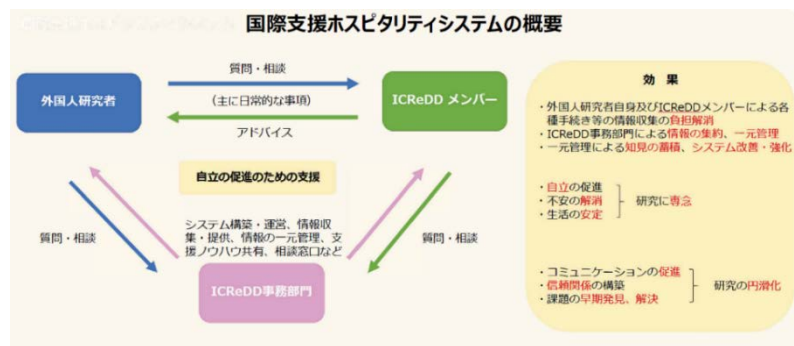 国際支援ホスピタリティシステムの概要
外国人研究者
質問・相談
(主に日常的な事項)
アドバイス
ICReDD メンバー
自立の促進のための支援
質問・相談
システム構築・運営、情報収
集・提供、情報の一元管理、支
援ノウハウ共有、相談窓口など
質問・相談
ICReDD事務部門
効 果
・外国人研究者自身及びICReDDメンバーによる各
種手続き等の情報収集の負担解消
・ICReDD事務部門による情報の集約、一元管理
・一元管理による知見の蓄積、システム改善・強化
・自立の促進
・不安の解消 研究に専念
・生活の安定
・コミュニケーションの促進
・信頼関係の構築 研究の円滑化
・課題の早期発見、解決